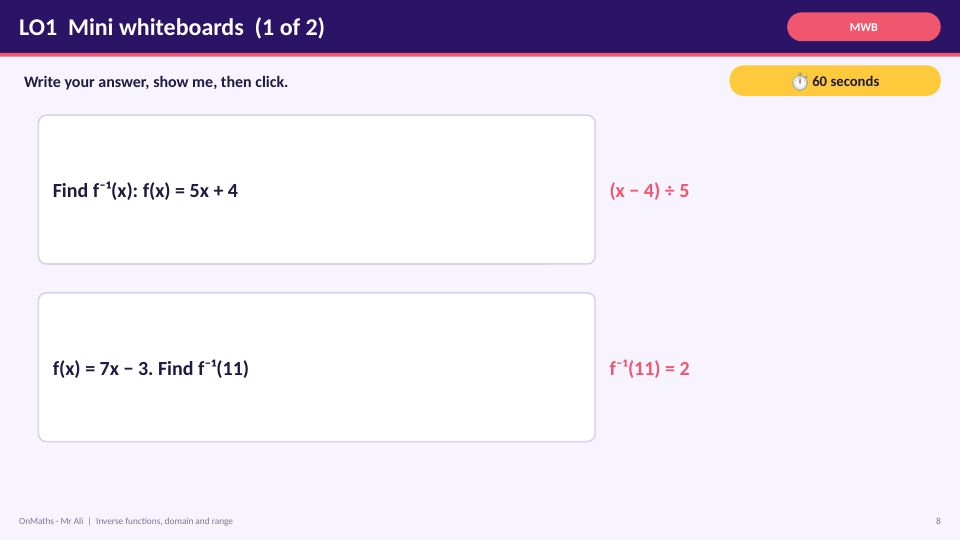 LO1 Mini whiteboards (1 of 2)
MWB
Write your answer, show me, then click.
⏱ 60 seconds
Find f⁻¹(x): f(x) = 5x + 4
(x − 4) ÷ 5
f(x) = 7x − 3. Find f⁻¹(11)
f⁻¹(11) = 2
OnMaths - Mr Ali | Inverse functions, domain and range
8